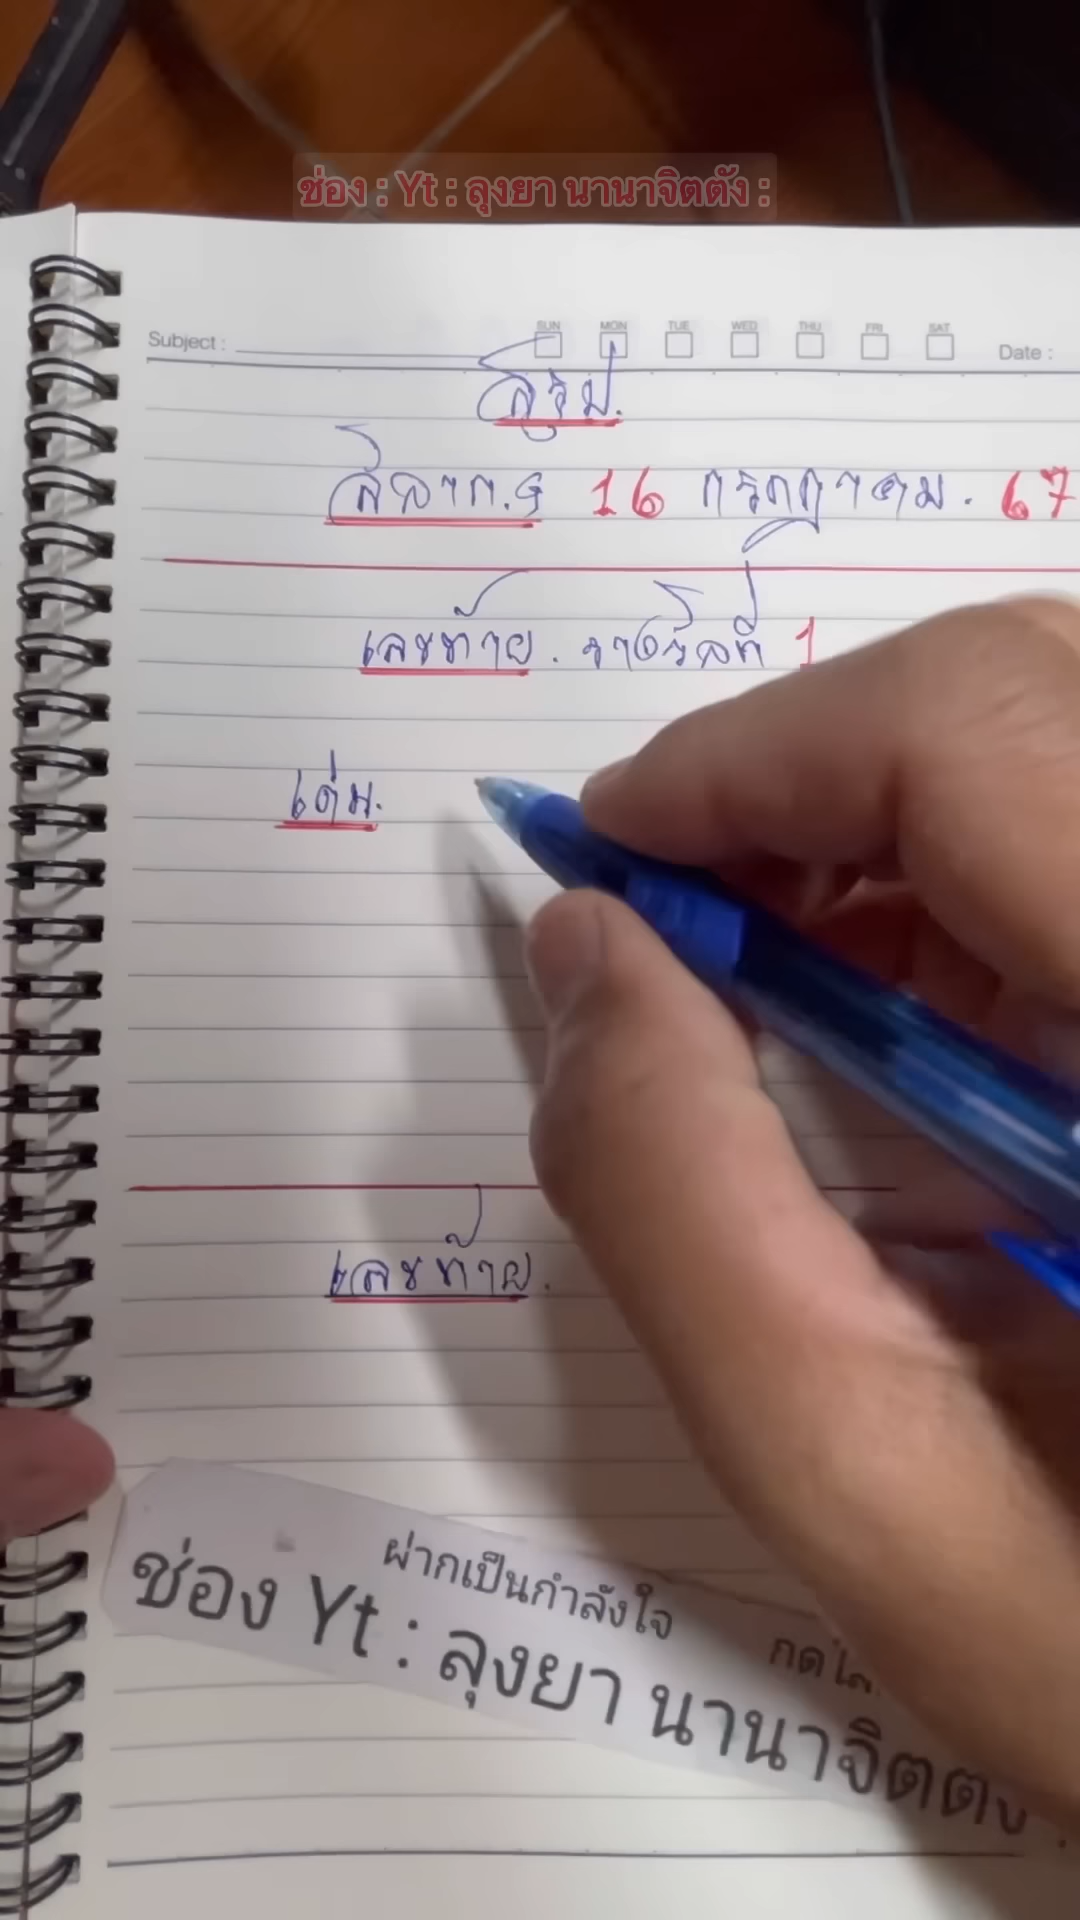 ช่อง : Yt : ลุงยา นานาจิตตัง :
Subject :
SUN MON TUE WED THU FRI SAT
Date :
สรุป.
สลาก.ฯ 16 กรกฎาคม. 67
เลขท้าย. รางวัลที่ 1
เด่น.
เลขท้าย.
ฝากเป็นกำลังใจ
กด
ช่อง Yt : ลุงยา นานาจิตตัง :